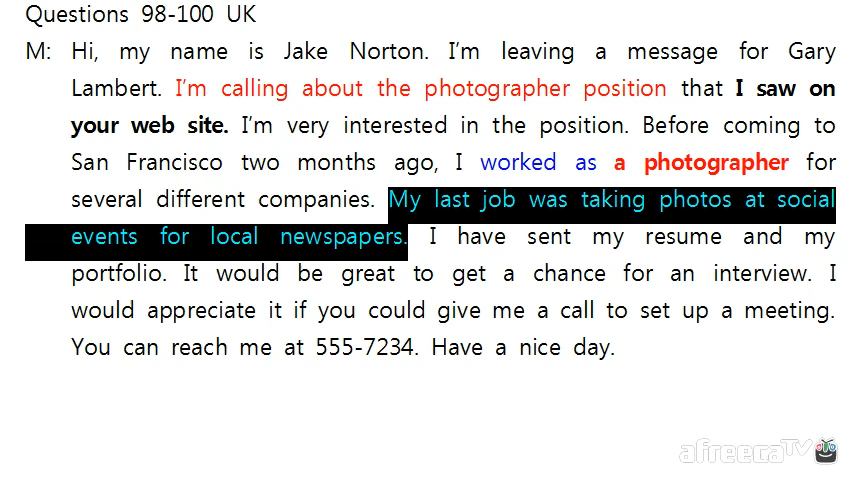 Questions 98-100 UK
M: Hi, my name is Jake Norton. I'm leaving a message for Gary
Lambert. I'm calling about the photographer position that I saw on
your web site. I'm very interested in the position. Before coming to
San Francisco two months ago, I worked as a photographer for
several different companies. My last job was taking photos at social
events for local newspapers. I have sent my resume and my
portfolio. It would be great to get a chance for an interview. I
would appreciate it if you could give me a call to set up a meeting.
You can reach me at 555-7234. Have a nice day.
afreecaTV